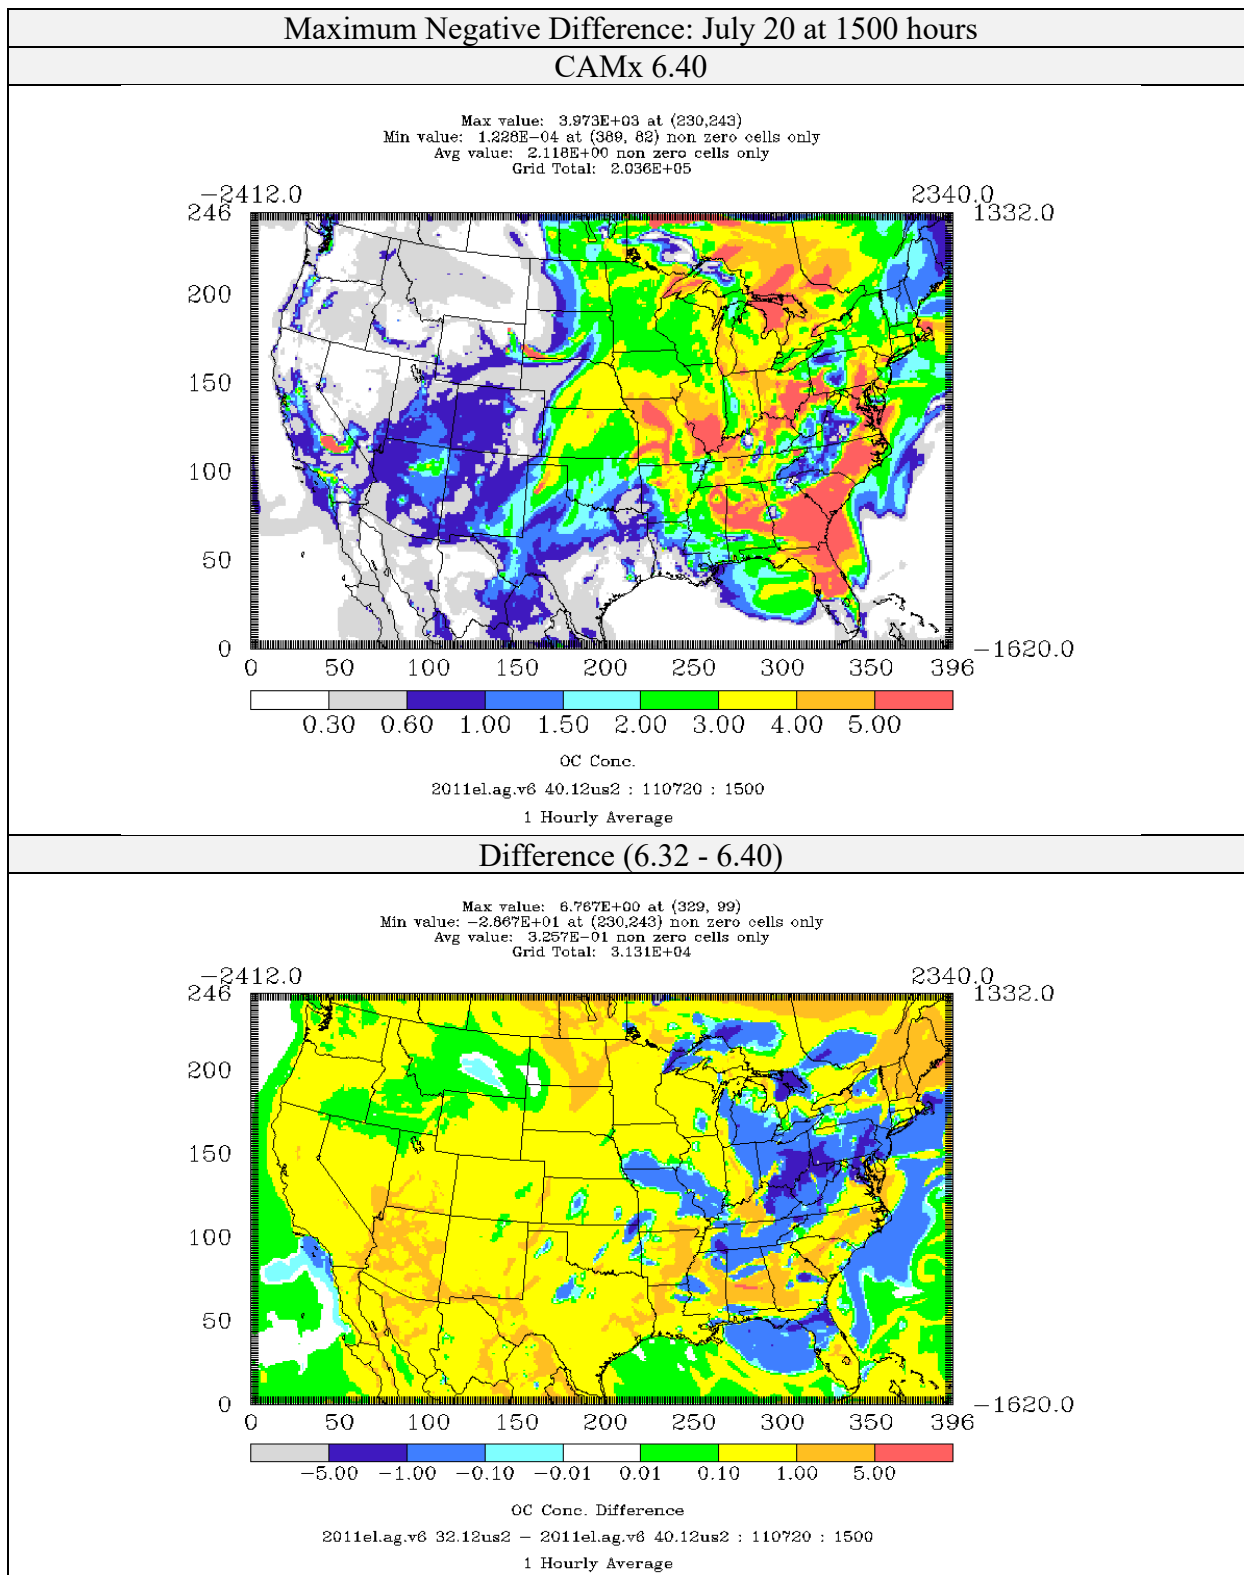 Maximum Negative Difference: July 20 at 1500 hours
CAMx 6.40
Max value: 3.973E+03 at (230,243)
Min value: 1.228E-04 at (389, 82) non zero cells only
Avg value: 2.118E+00 non zero cells only
Grid Total: 2.036E+05
-2412.0 2340.0
246 1332.0
200
150
100
50
0 -1620.0
0 50 100 150 200 250 300 350 396
0.30 0.60 1.00 1.50 2.00 3.00 4.00 5.00
OC Conc.
2011el.ag.v6 40.12us2 : 110720 : 1500
1 Hourly Average
Difference (6.32 - 6.40)
Max value: 6.767E+00 at (329, 99)
Min value: -2.867E+01 at (230,243) non zero cells only
Avg value: 3.257E-01 non zero cells only
Grid Total: 3.131E+04
-2412.0 2340.0
246 1332.0
200
150
100
50
0 -1620.0
0 50 100 150 200 250 300 350 396
-5.00 -1.00 -0.10 -0.01 0.01 0.10 1.00 5.00
OC Conc. Difference
2011el.ag.v6 32.12us2 - 2011el.ag.v6 40.12us2 : 110720 : 1500
1 Hourly Average